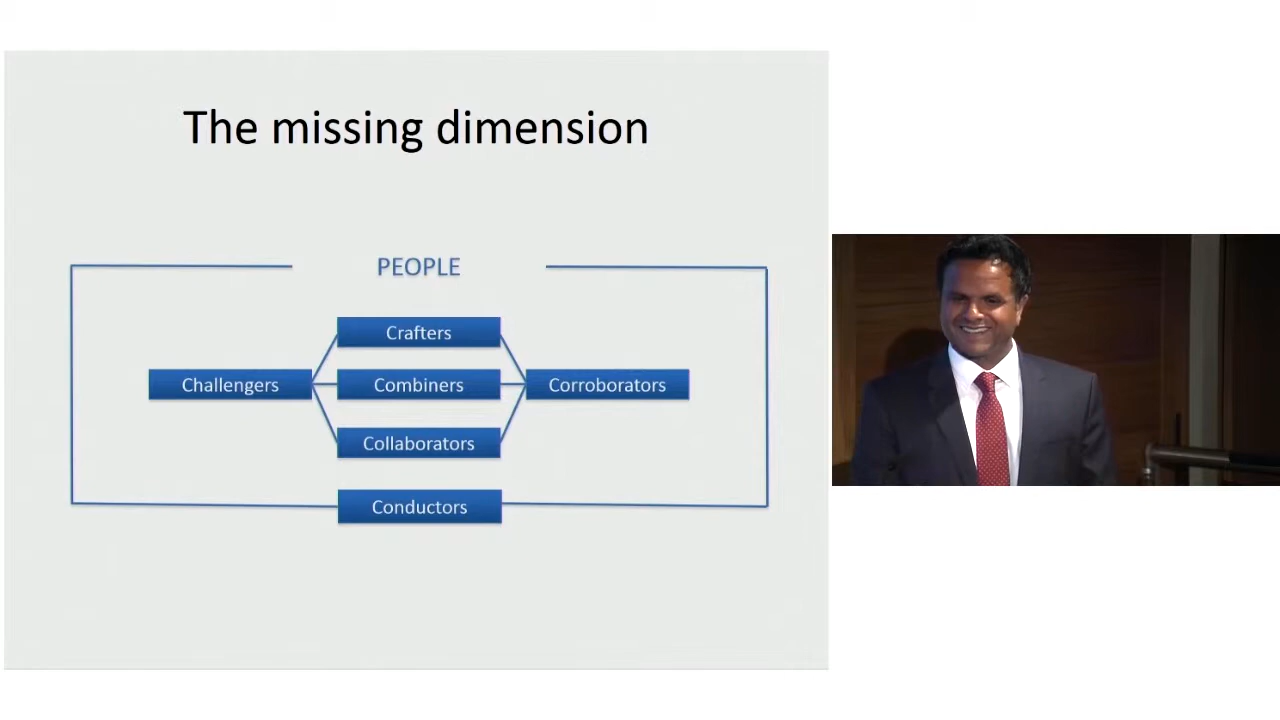 The missing dimension
PEOPLE
Crafters
Challengers
Combiners
Corroborators
Collaborators
Conductors